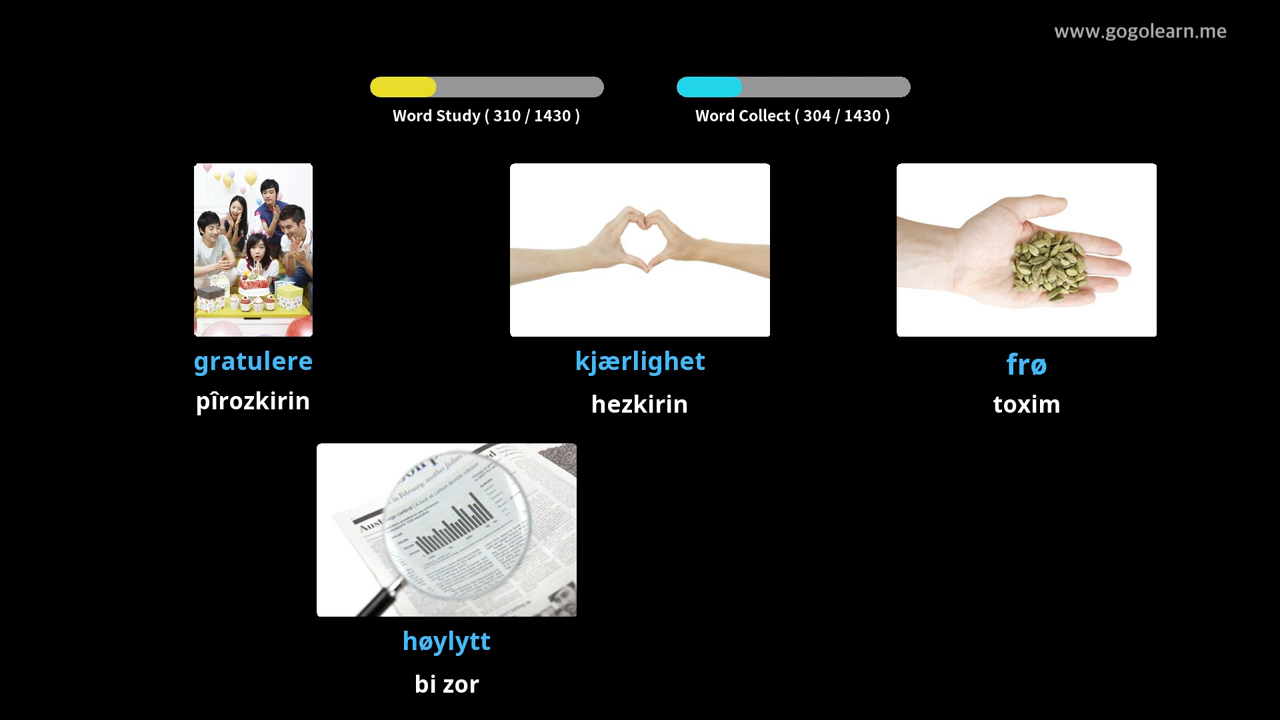 www.gogolearn.me
Word Study ( 310 / 1430 )
Word Collect ( 304 / 1430 )
gratulere
kjærlighet
frø
pîrozkirin
hezkirin
toxim
høylytt
bi zor